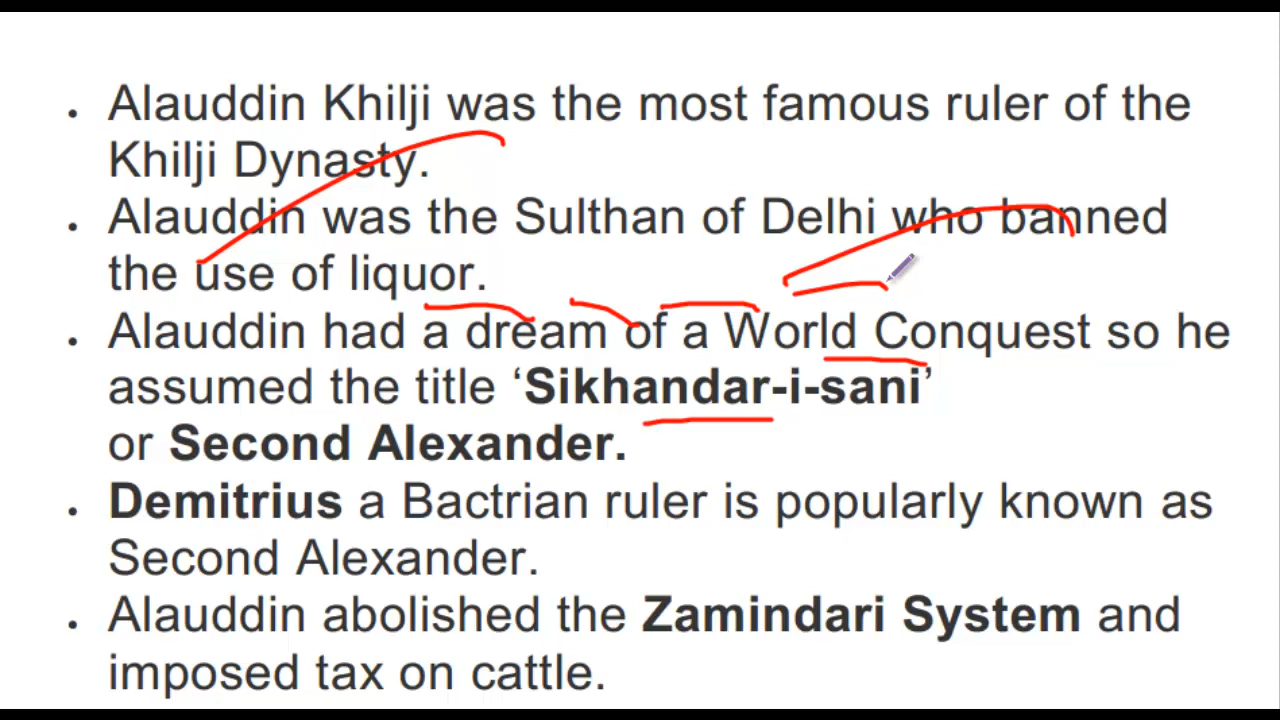 • Alauddin Khilji was the most famous ruler of the
Khilji Dynasty.
• Alauddin was the Sulthan of Delhi who banned
the use of liquor.
• Alauddin had a dream of a World Conquest so he
assumed the title ‘Sikhandar-i-sani’
or Second Alexander.
• Demitrius a Bactrian ruler is popularly known as
Second Alexander.
• Alauddin abolished the Zamindari System and
imposed tax on cattle.